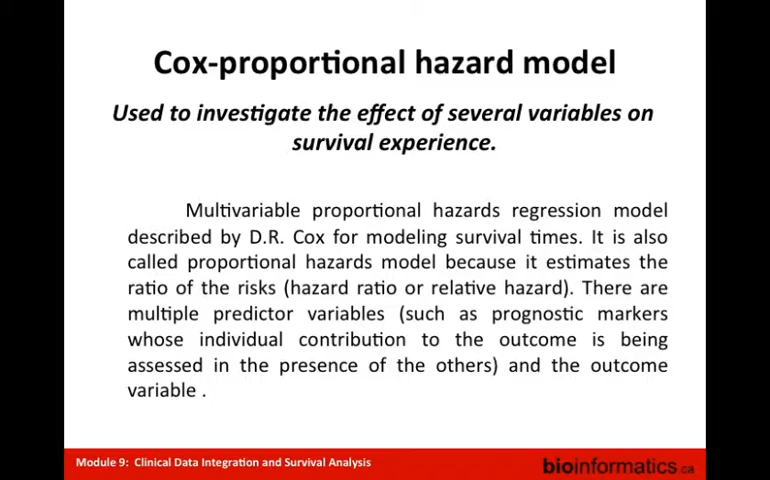 Cox-proportional hazard model
Used to investigate the effect of several variables on
survival experience.
Multivariable proportional hazards regression model
described by D.R. Cox for modeling survival times. It is also
called proportional hazards model because it estimates the
ratio of the risks (hazard ratio or relative hazard). There are
multiple predictor variables (such as prognostic markers
whose individual contribution to the outcome is being
assessed in the presence of the others) and the outcome
variable .
Module 9: Clinical Data Integration and Survival Analysis
bioinformatics.ca